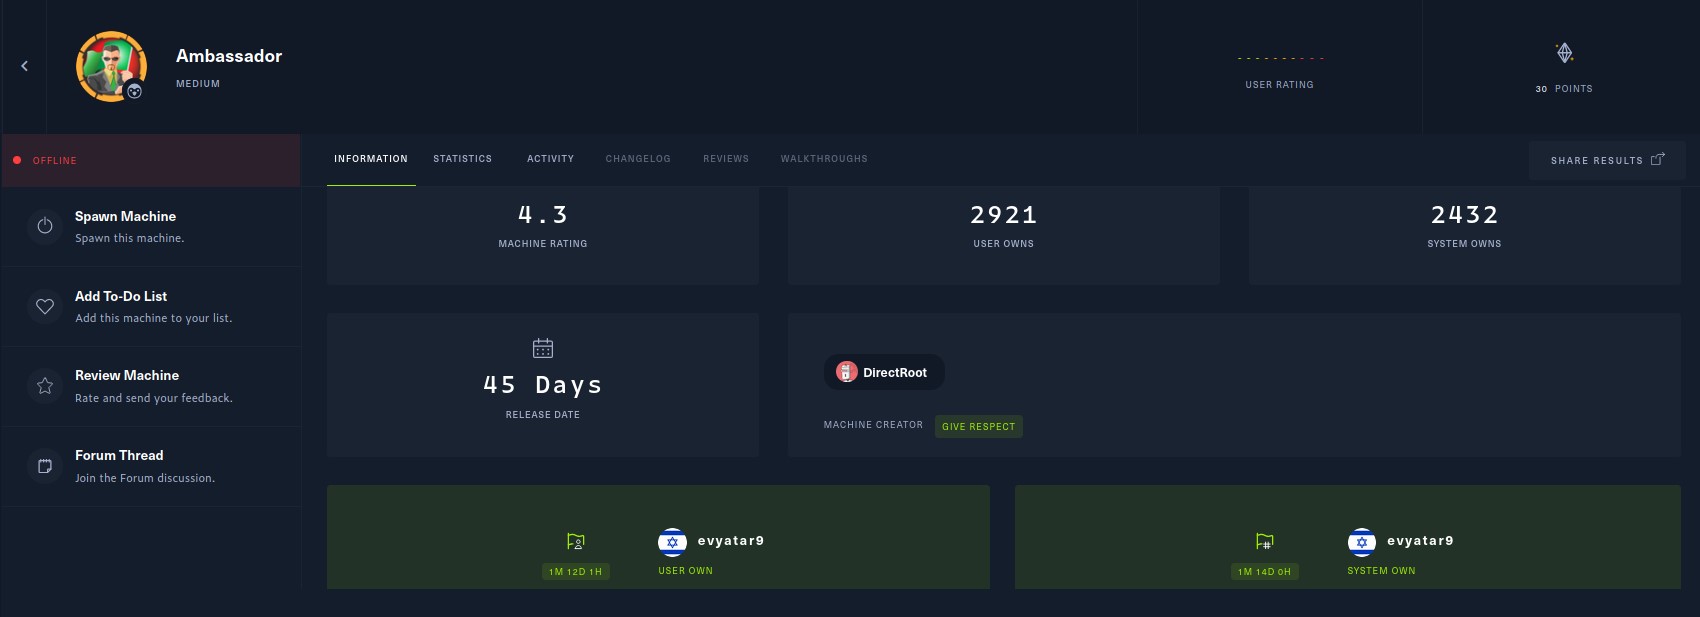 Ambassador
MEDIUM
USER RATING
30 POINTS
OFFLINE
INFORMATION STATISTICS ACTIVITY CHANGELOG REVIEWS WALKTHROUGHS
SHARE RESULTS
Spawn Machine
Spawn this machine.
Add To-Do List
Add this machine to your list.
Review Machine
Rate and send your feedback.
Forum Thread
Join the Forum discussion.
4.3
MACHINE RATING
2921
USER OWNS
2432
SYSTEM OWNS
45 Days
RELEASE DATE
DirectRoot
MACHINE CREATOR GIVE RESPECT
evyatar9
1M 12D 1H USER OWN
evyatar9
1M 14D 0H SYSTEM OWN